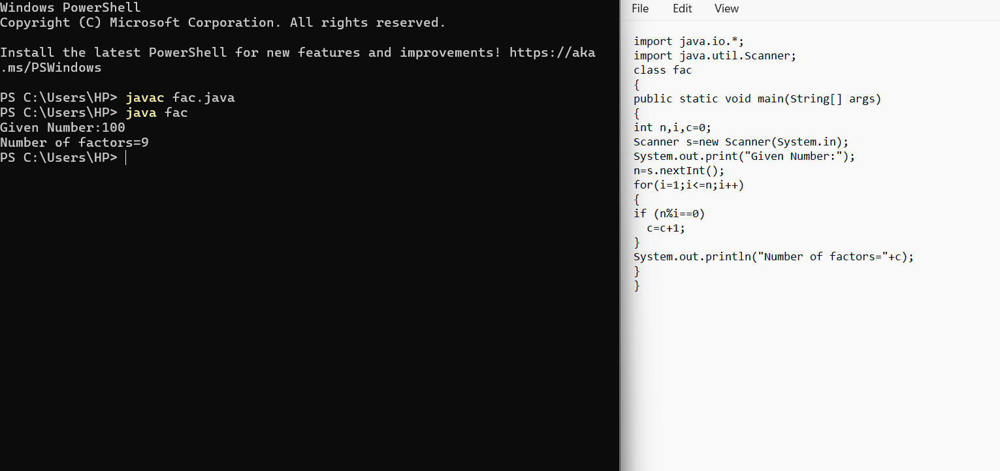 Windows PowerShell
Copyright (C) Microsoft Corporation. All rights reserved.
Install the latest PowerShell for new features and improvements! https://aka
.ms/PSWindows
PS C:\Users\HP> javac fac.java
PS C:\Users\HP> java fac
Given Number:100
Number of factors=9
PS C:\Users\HP>
File Edit View
import java.io.*;
import java.util.Scanner;
class fac
{
public static void main(String[] args)
{
int n,i,c=0;
Scanner s=new Scanner(System.in);
System.out.print("Given Number:");
n=s.nextInt();
for(i=1;i<=n;i++)
{
if (n%i==0)
  c=c+1;
}
System.out.println("Number of factors="+c);
}
}